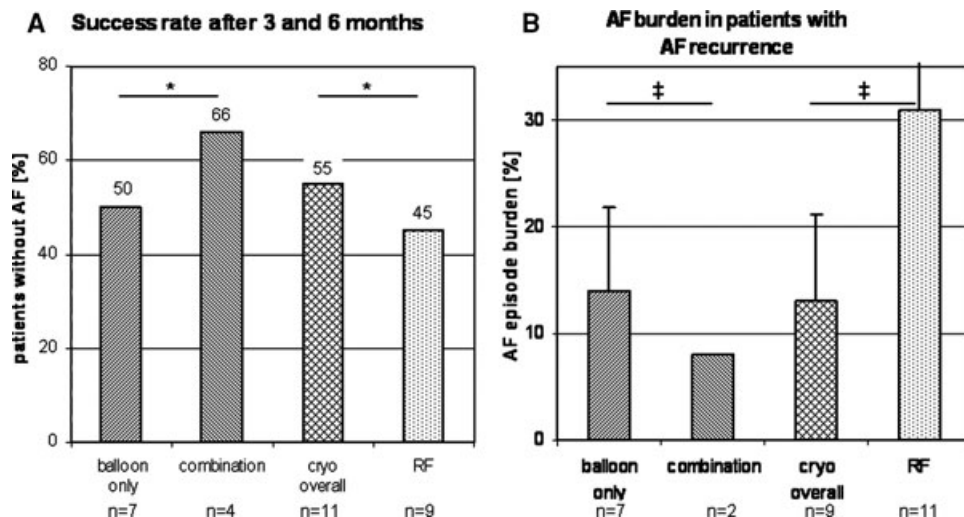 A Success rate after 3 and 6 months
patients without AF [%]
80
60
40
20
0
*
*
50
66
55
45
balloon only
combination
cryo overall
RF
n=7
n=4
n=11
n=9
B AF burden in patients with
AF recurrence
AF episode burden [%]
30
20
10
0
‡
‡
balloon only
combination
cryo overall
RF
n=7
n=2
n=9
n=11